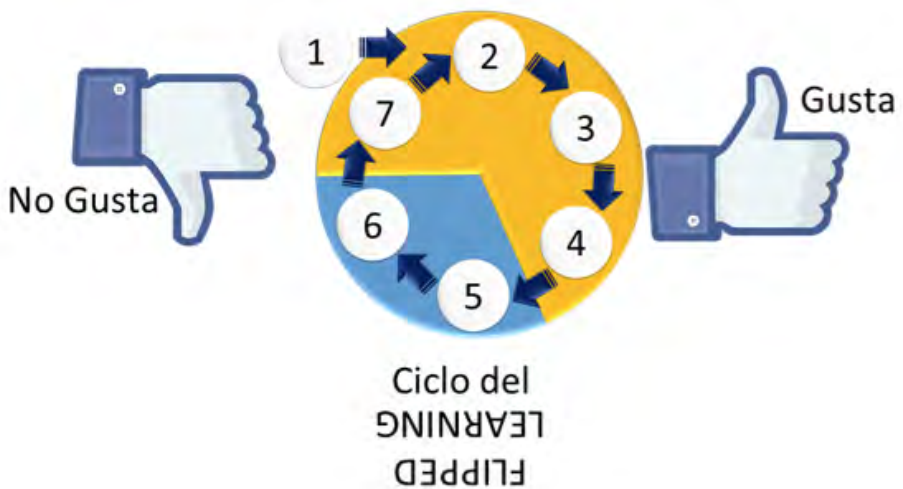 1
2
Gusta
7
3
No Gusta
6
4
5
Ciclo del
LEARNING
FLIPPED